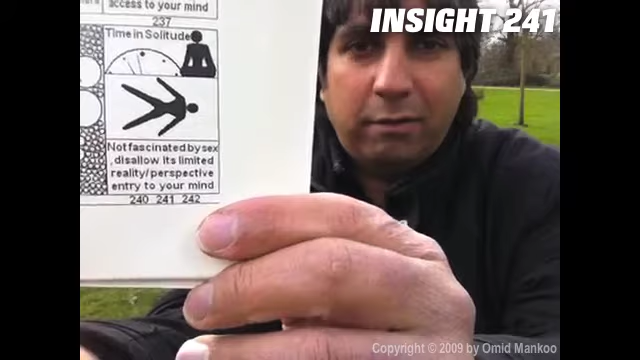 INSIGHT 241
access to your mind
237
Time in Solitude
Not fascinated by sex
, disallow its limited
reality/perspective
entry to your mind
240 241 242
Copyright © 2009 by Omid Mankoo